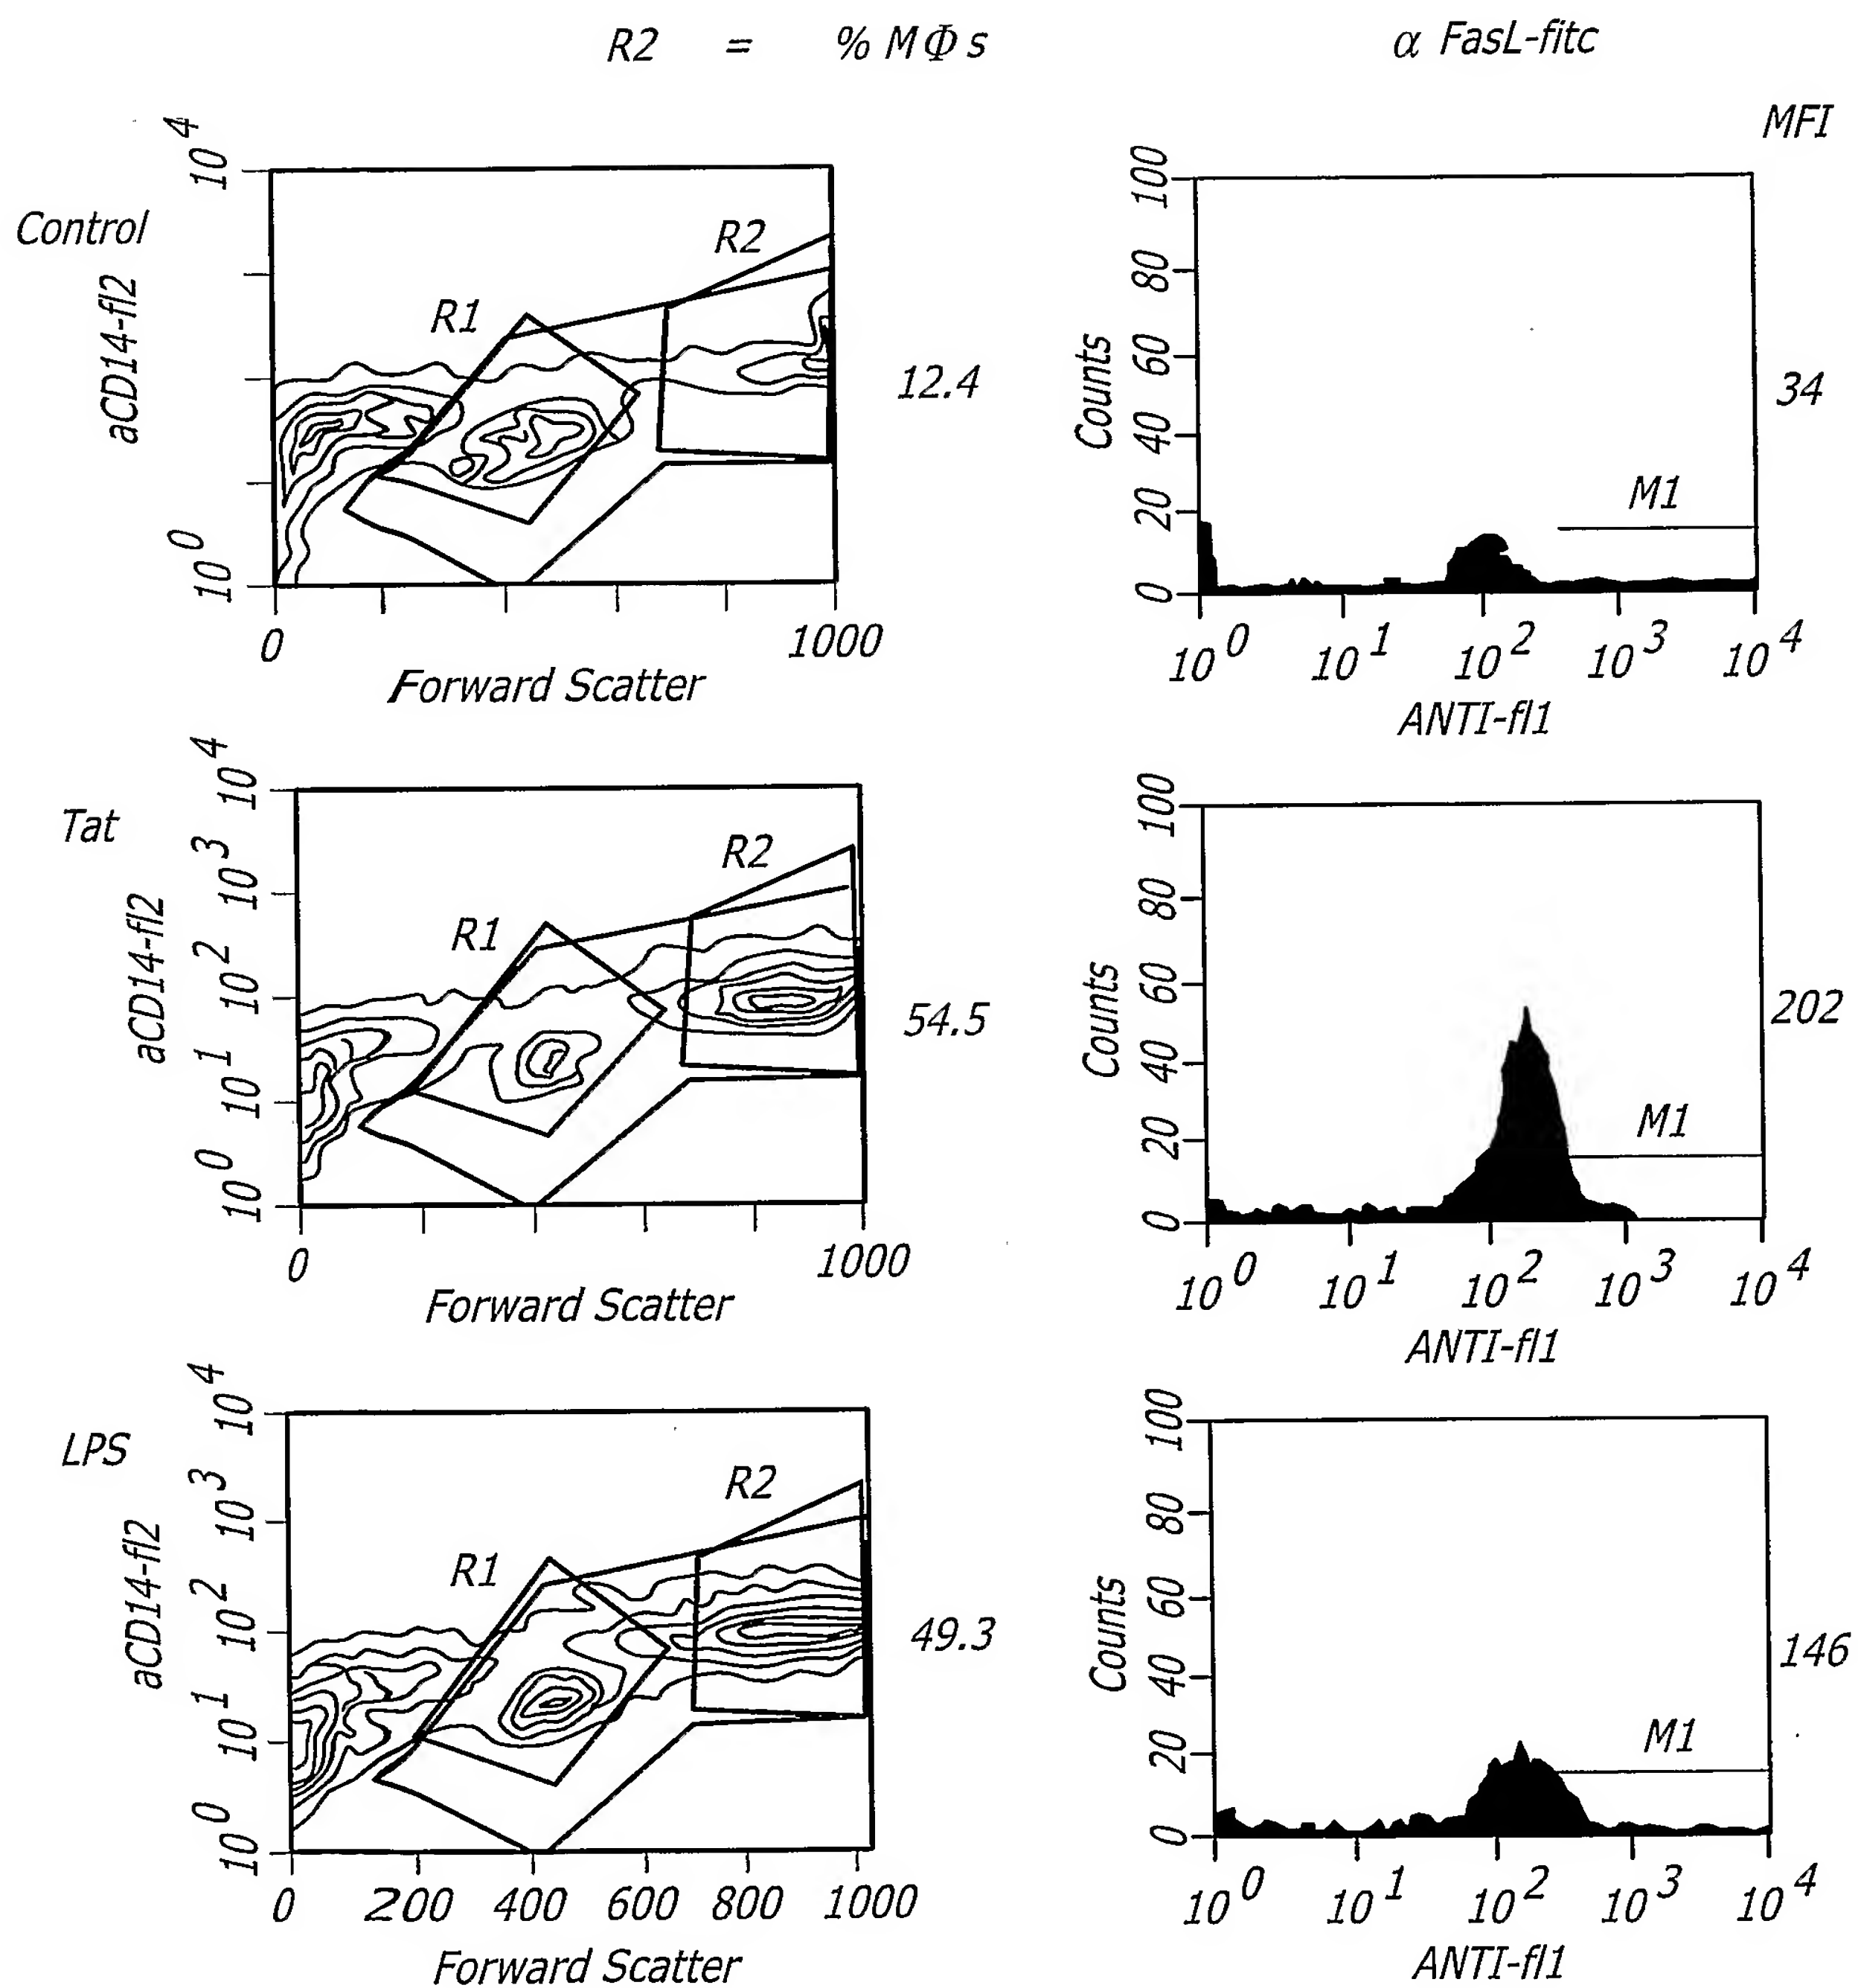 R2 = % MΦs
α FasL-fitc
MFI
Control
aCD14-fl2
10^4
10^0
R1
R2
0
1000
Forward Scatter
12.4
Counts
100
80
60
40
20
0
M1
34
10^0 10^1 10^2 10^3 10^4
ANTI-fl1
Tat
aCD14-fl2
10^4
10^3
10^2
10^1
10^0
R1
R2
0
1000
Forward Scatter
54.5
Counts
100
80
60
40
20
0
M1
202
10^0 10^1 10^2 10^3 10^4
ANTI-fl1
LPS
aCD14-fl2
10^4
10^3
10^2
10^1
10^0
R1
R2
0 200 400 600 800 1000
Forward Scatter
49.3
Counts
100
80
60
40
20
0
M1
146
10^0 10^1 10^2 10^3 10^4
ANTI-fl1